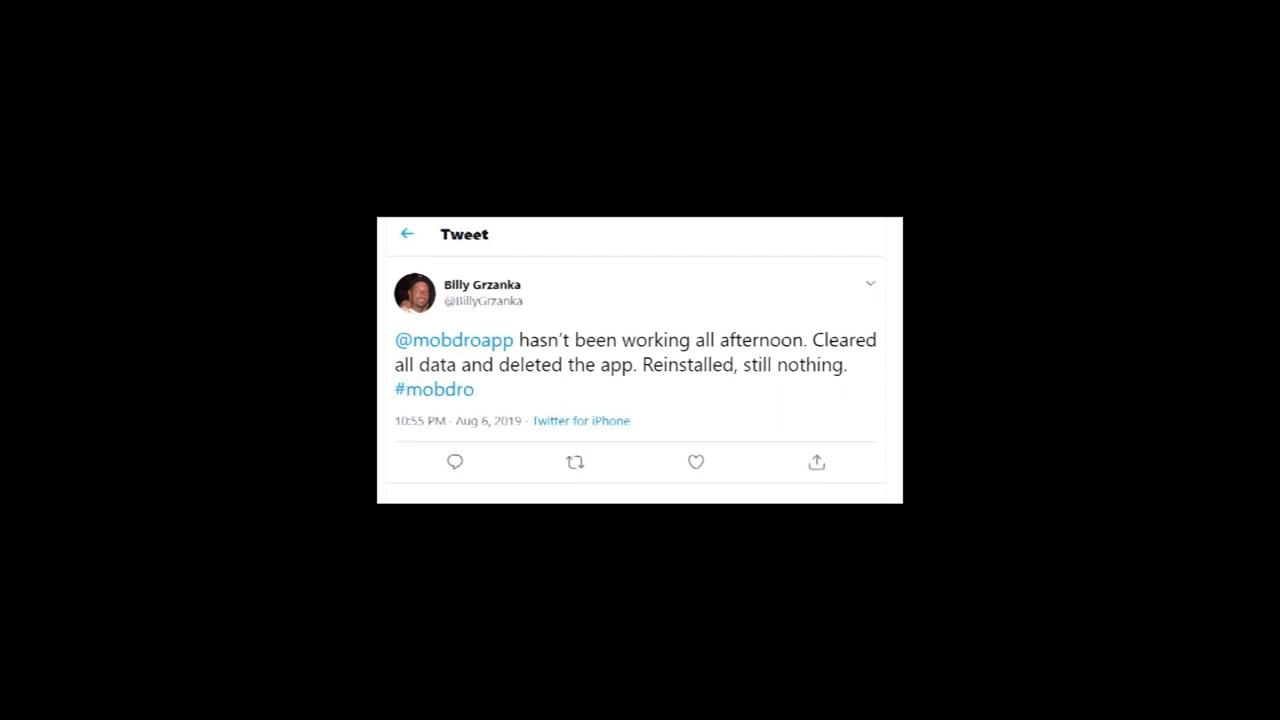 Tweet
Billy Grzanka
@BillyGrzanka
@mobdroapp hasn't been working all afternoon. Cleared
all data and deleted the app. Reinstalled, still nothing.
#mobdro
10:55 PM · Aug 6, 2019 · Twitter for iPhone